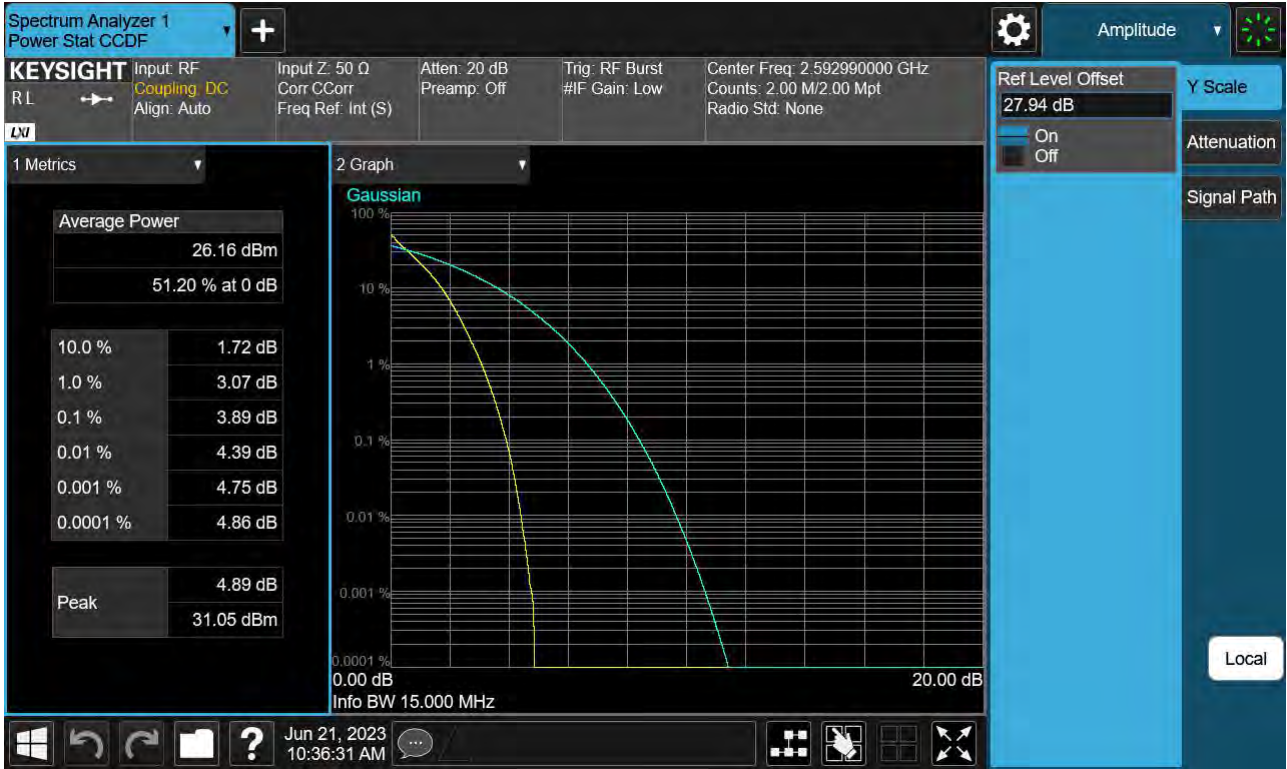 Spectrum Analyzer 1
Power Stat CCDF
+
Amplitude
KEYSIGHT
R L
LXI
Input: RF
Coupling: DC
Align: Auto
Input Z: 50 Ω
Corr CCorr
Freq Ref: Int (S)
Atten: 20 dB
Preamp: Off
Trig: RF Burst
#IF Gain: Low
Center Freq: 2.592990000 GHz
Counts: 2.00 M/2.00 Mpt
Radio Std: None
Ref Level Offset
27.94 dB
On
Off
Y Scale
Attenuation
Signal Path
Local
1 Metrics
Average Power
26.16 dBm
51.20 % at 0 dB
10.0 % 1.72 dB
1.0 % 3.07 dB
0.1 % 3.89 dB
0.01 % 4.39 dB
0.001 % 4.75 dB
0.0001 % 4.86 dB
Peak
4.89 dB
31.05 dBm
2 Graph
Gaussian
100 %
10 %
1 %
0.1 %
0.01 %
0.001 %
0.0001 %
0.00 dB 20.00 dB
Info BW 15.000 MHz
?
Jun 21, 2023
10:36:31 AM